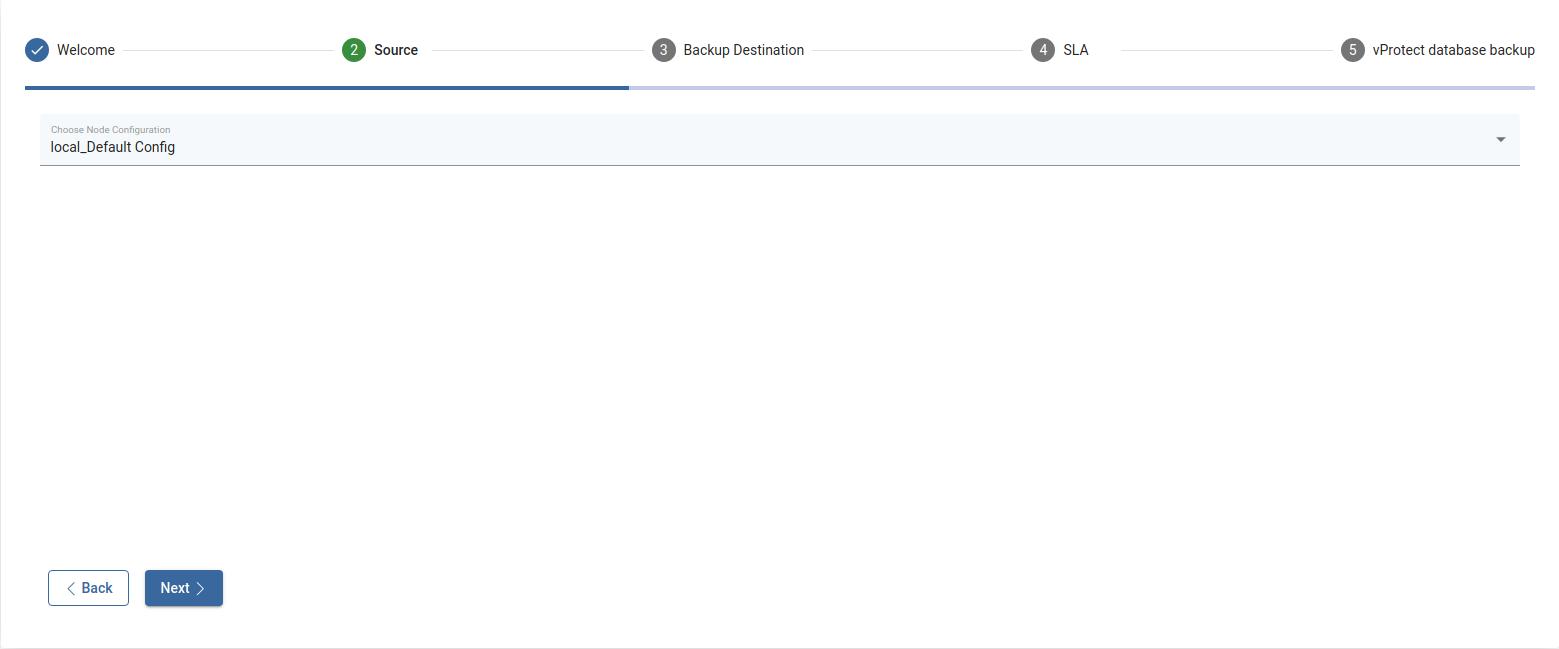 Welcome
2 Source
3 Backup Destination
4 SLA
5 vProtect database backup
Choose Node Configuration
local_Default Config
Back
Next